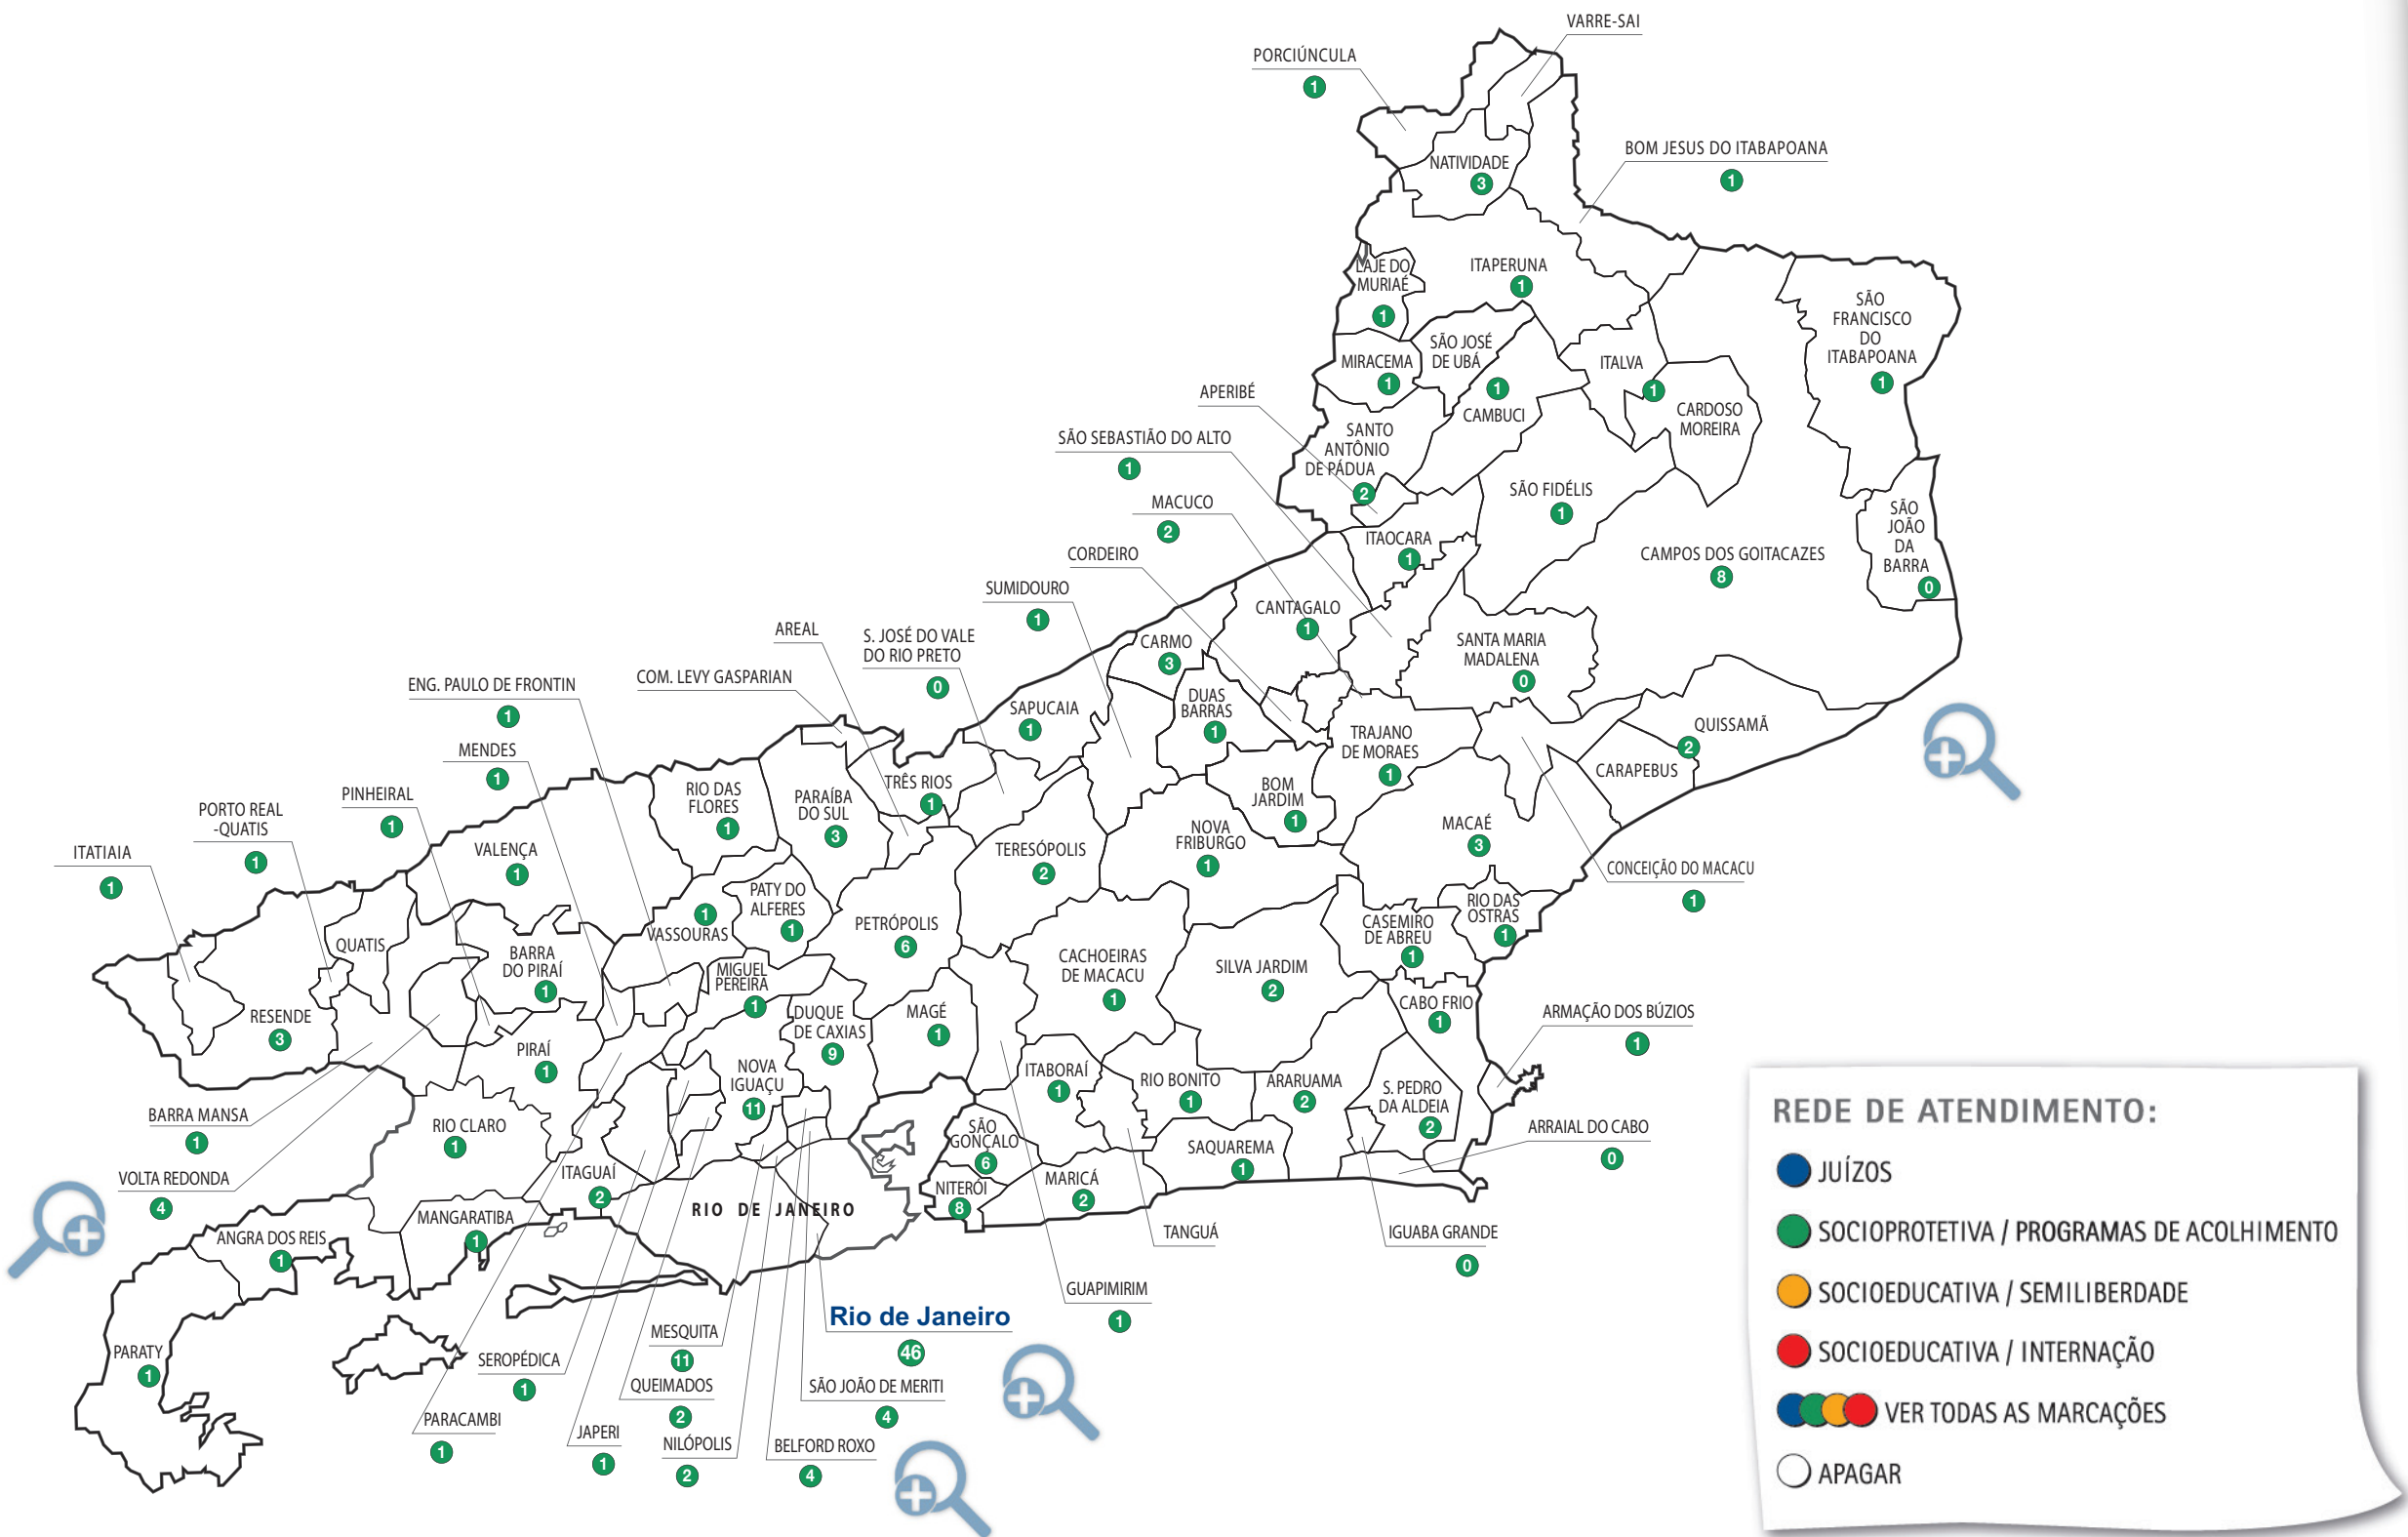 VARRE-SAI
PORCIÚNCULA
1
BOM JESUS DO ITABAPOANA
1
NATIVIDADE
3
LAJE DO
MURIAÉ
1
ITAPERUNA
1
SÃO
FRANCISCO
DO
ITABAPOANA
1
MIRACEMA
1
SÃO JOSÉ
DE UBÁ
1
CAMBUCI
ITALVA
1
CARDOSO
MOREIRA
APERIBÉ
SANTO
ANTÔNIO
DE PÁDUA
2
SÃO SEBASTIÃO DO ALTO
1
MACUCO
2
SÃO FIDÉLIS
1
SÃO
JOÃO
DA
BARRA
0
ITAOCARA
1
CAMPOS DOS GOITACAZES
8
CORDEIRO
SUMIDOURO
1
CANTAGALO
1
AREAL
S. JOSÉ DO VALE
DO RIO PRETO
0
CARMO
3
SANTA MARIA
MADALENA
0
COM. LEVY GASPARIAN
ENG. PAULO DE FRONTIN
1
SAPUCAIA
1
DUAS
BARRAS
1
TRAJANO
DE MORAES
1
QUISSAMÃ
2
CARAPEBUS
MENDES
1
PINHEIRAL
1
PORTO REAL
-QUATIS
1
ITATIAIA
1
RIO DAS
FLORES
1
PARAÍBA
DO SUL
3
TRÊS RIOS
1
BOM
JARDIM
1
MACAÉ
3
VALENÇA
1
TERESÓPOLIS
2
NOVA
FRIBURGO
1
CONCEIÇÃO DO MACACU
1
PATY DO
ALFERES
1
1
VASSOURAS
PETRÓPOLIS
6
RIO DAS
OSTRAS
1
CASEMIRO
DE ABREU
1
QUATIS
BARRA
DO PIRAÍ
1
MIGUEL
PEREIRA
1
CACHOEIRAS
DE MACACU
1
SILVA JARDIM
2
CABO FRIO
1
ARMAÇÃO DOS BÚZIOS
1
RESENDE
3
DUQUE
DE CAXIAS
9
MAGÉ
1
PIRAÍ
1
NOVA
IGUAÇU
11
ITABORAÍ
1
RIO BONITO
1
ARARUAMA
2
S. PEDRO
DA ALDEIA
2
BARRA MANSA
1
RIO CLARO
1
SÃO
GONÇALO
6
SAQUAREMA
1
ARRAIAL DO CABO
0
VOLTA REDONDA
4
ITAGUAÍ
2
NITERÓI
8
MARICÁ
2
RIO DE JANEIRO
MANGARATIBA
1
ANGRA DOS REIS
1
TANGUÁ
IGUABA GRANDE
0
GUAPIMIRIM
1
PARATY
1
Rio de Janeiro
46
MESQUITA
11
SEROPÉDICA
1
QUEIMADOS
2
SÃO JOÃO DE MERITI
4
PARACAMBI
1
JAPERI
1
NILÓPOLIS
2
BELFORD ROXO
4
REDE DE ATENDIMENTO:
JUÍZOS
SOCIOPROTETIVA / PROGRAMAS DE ACOLHIMENTO
SOCIOEDUCATIVA / SEMILIBERDADE
SOCIOEDUCATIVA / INTERNAÇÃO
VER TODAS AS MARCAÇÕES
APAGAR